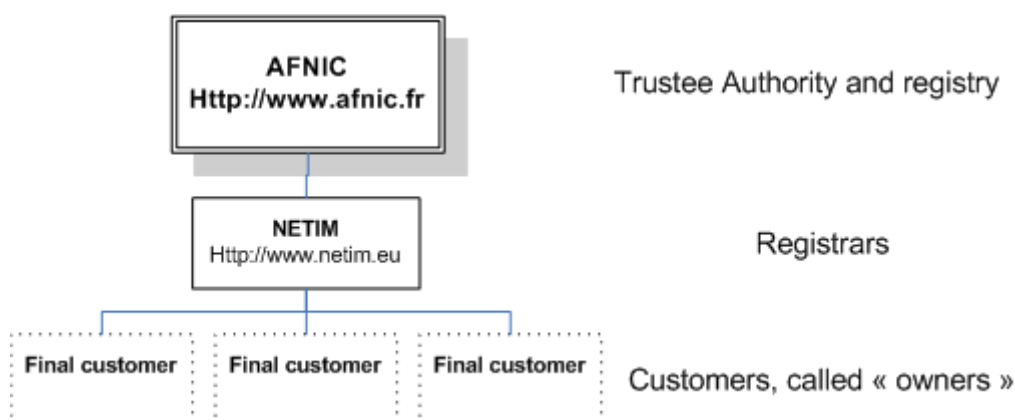 AFNIC
Http://www.afnic.fr
Trustee Authority and registry
NETIM
Http://www.netim.eu
Registrars
Final customer
Final customer
Final customer
Customers, called « owners »